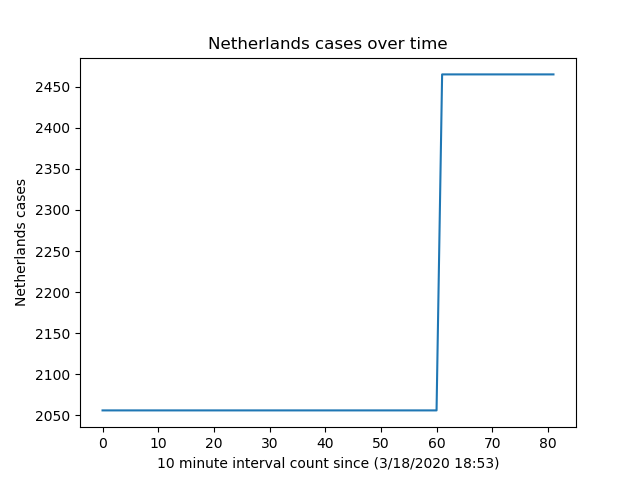 Netherlands cases over time
Netherlands cases
2450
2400
2350
2300
2250
2200
2150
2100
2050
0 10 20 30 40 50 60 70 80
10 minute interval count since (3/18/2020 18:53)